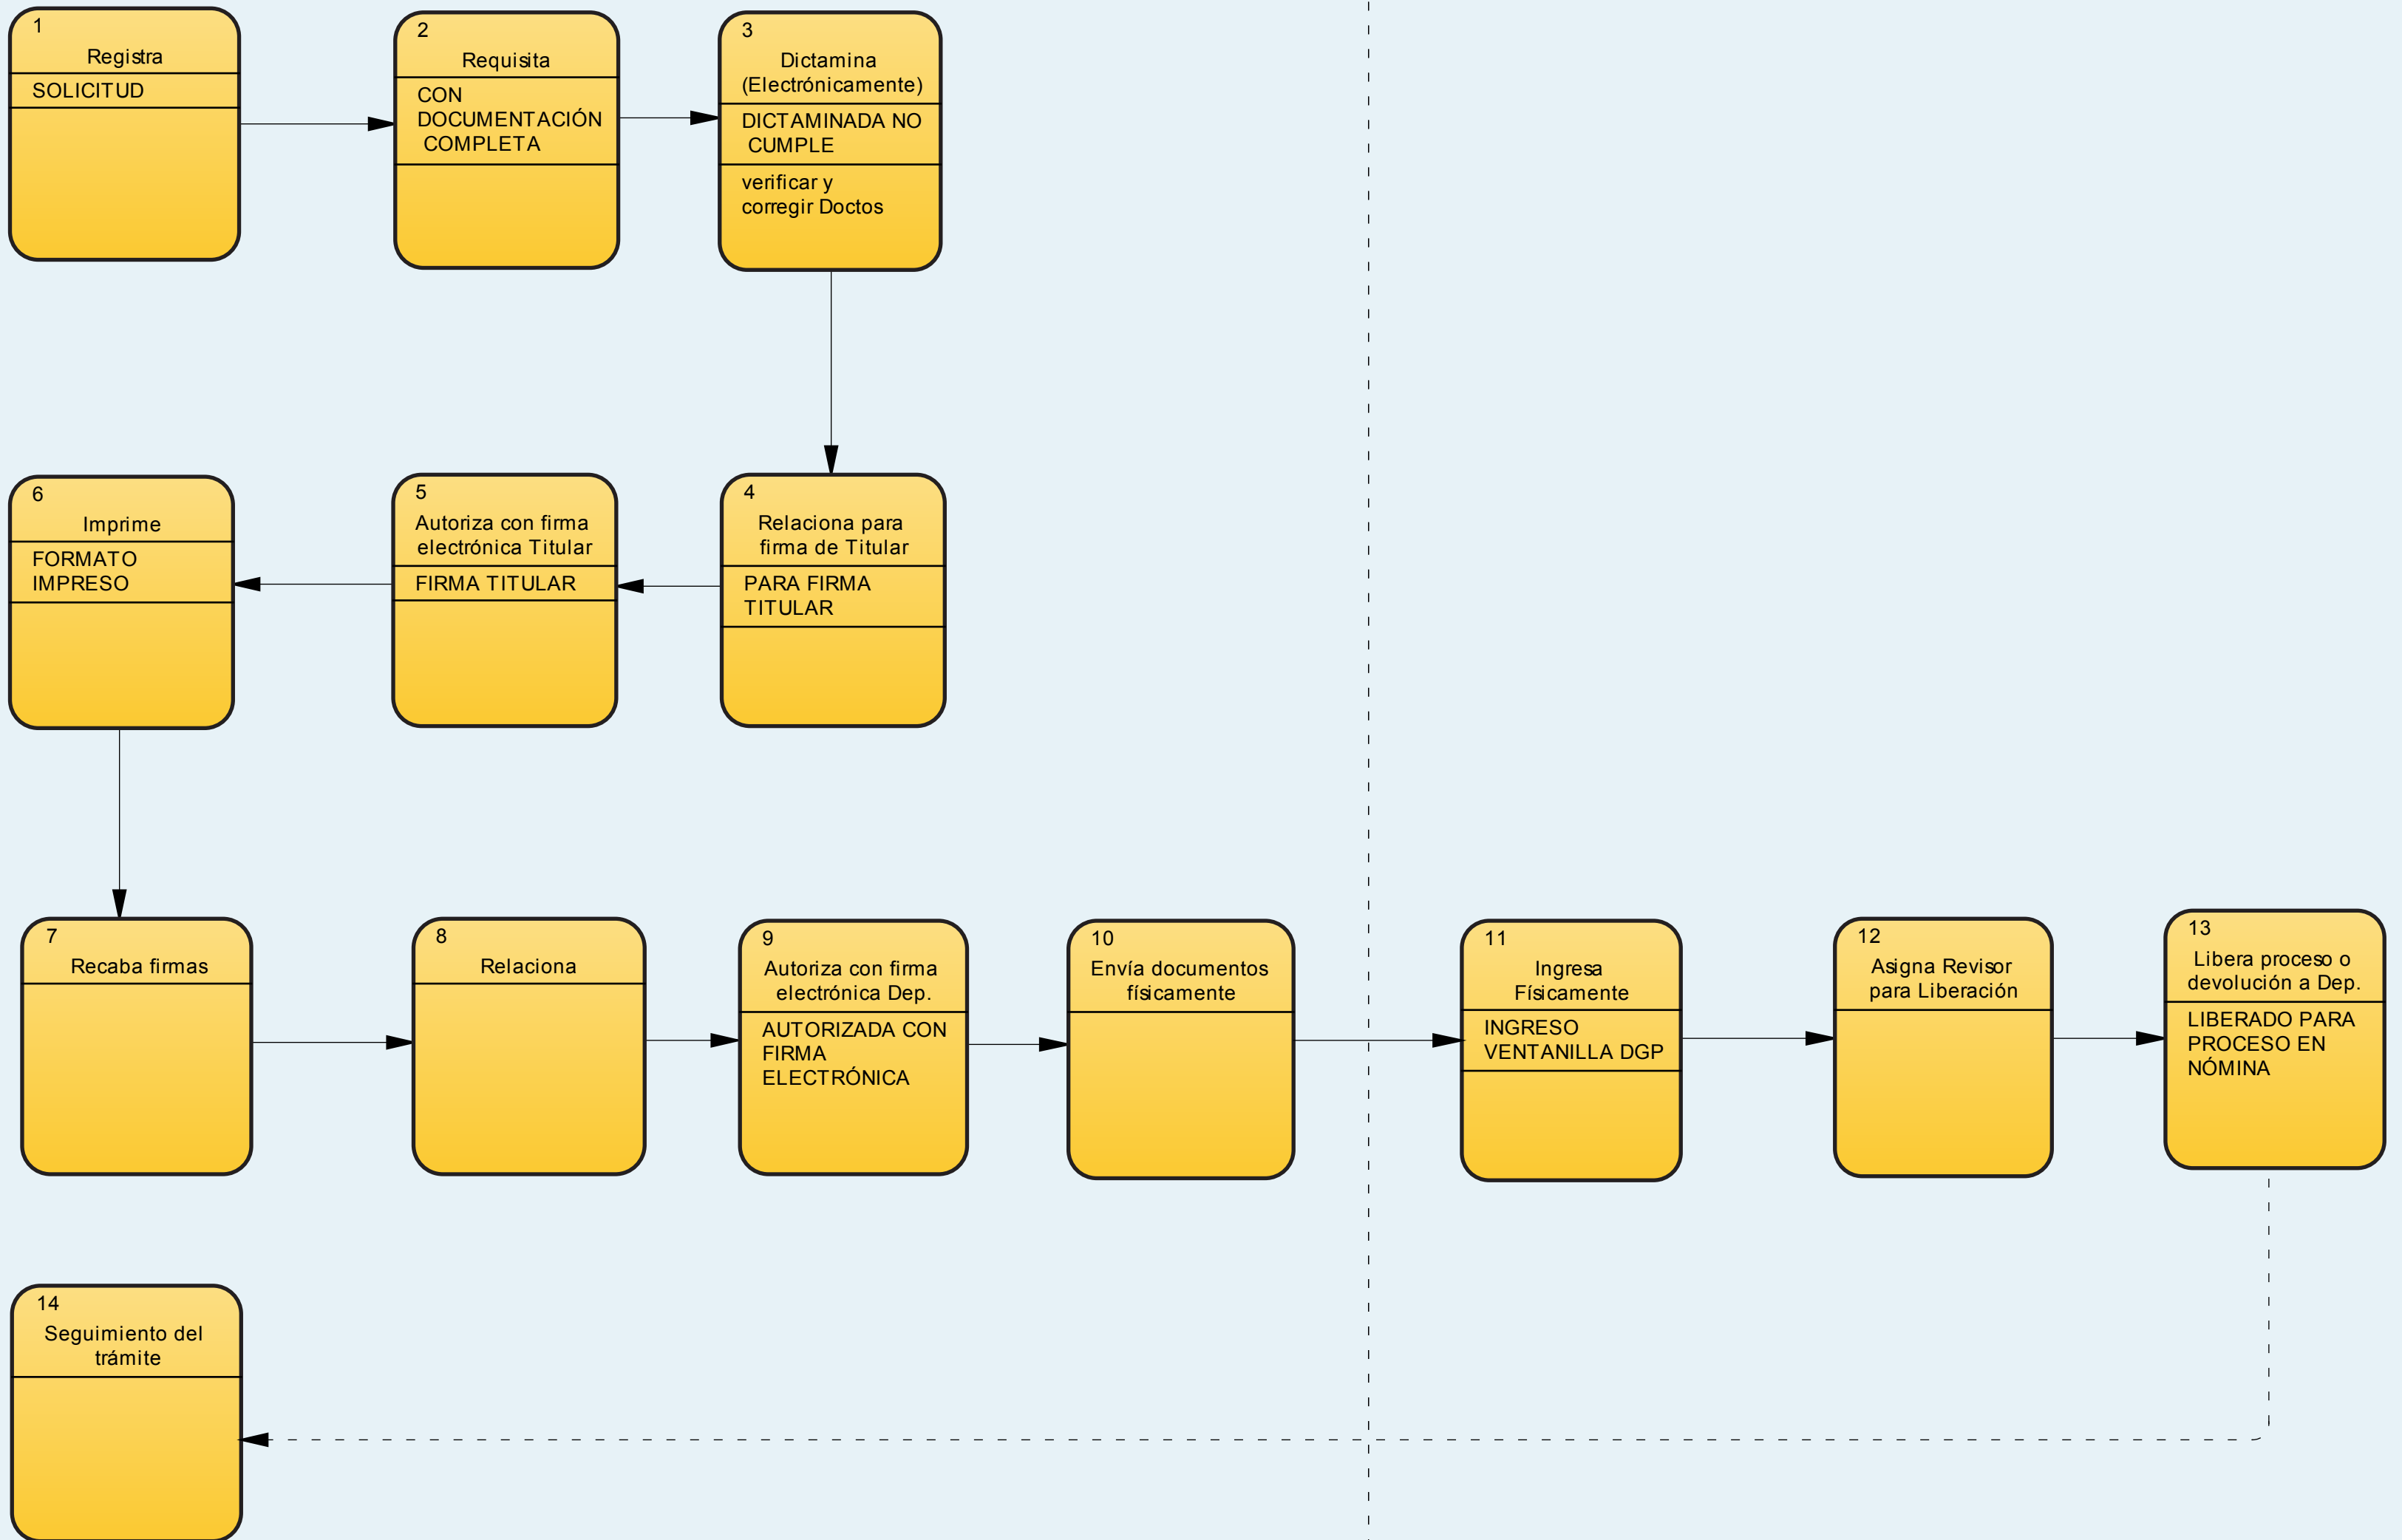 1
Registra
SOLICITUD
2
Requisita
CON
DOCUMENTACIÓN
COMPLETA
3
Dictamina
(Electrónicamente)
DICTAMINADA NO
CUMPLE
verificar y
corregir Doctos
6
Imprime
FORMATO
IMPRESO
5
Autoriza con firma
electrónica Titular
FIRMA TITULAR
4
Relaciona para
firma de Titular
PARA FIRMA
TITULAR
7
Recaba firmas
8
Relaciona
9
Autoriza con firma
electrónica Dep.
AUTORIZADA CON
FIRMA
ELECTRÓNICA
10
Envía documentos
físicamente
11
Ingresa
Físicamente
INGRESO
VENTANILLA DGP
12
Asigna Revisor
para Liberación
13
Libera proceso o
devolución a Dep.
LIBERADO PARA
PROCESO EN
NÓMINA
14
Seguimiento del
trámite